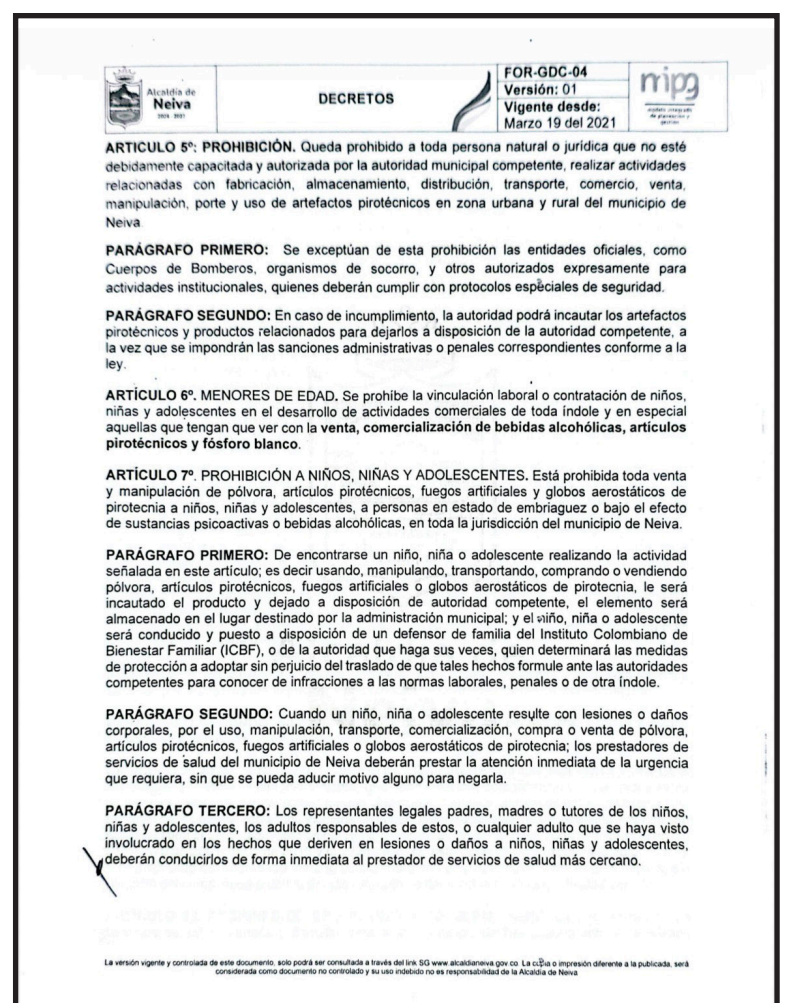 Alcaldía de
Neiva
DECRETOS
FOR-GDC-04
Versión: 01
Vigente desde:
Marzo 19 del 2021
mipg
modelo integrado
de planeación y
gestión
ARTICULO 5º: PROHIBICIÓN. Queda prohibido a toda persona natural o jurídica que no esté
debidamente capacitada y autorizada por la autoridad municipal competente, realizar actividades
relacionadas con fabricación, almacenamiento, distribución, transporte, comercio, venta,
manipulación, porte y uso de artefactos pirotécnicos en zona urbana y rural del municipio de
Neiva
PARÁGRAFO PRIMERO: Se exceptúan de esta prohibición las entidades oficiales, como
Cuerpos de Bomberos, organismos de socorro, y otros autorizados expresamente para
actividades institucionales, quienes deberán cumplir con protocolos especiales de seguridad.
PARÁGRAFO SEGUNDO: En caso de incumplimiento, la autoridad podrá incautar los artefactos
pirotécnicos y productos relacionados para dejarlos a disposición de la autoridad competente, a
la vez que se impondrán las sanciones administrativas o penales correspondientes conforme a la
ley.
ARTÍCULO 6º. MENORES DE EDAD. Se prohibe la vinculación laboral o contratación de niños,
niñas y adolescentes en el desarrollo de actividades comerciales de toda índole y en especial
aquellas que tengan que ver con la venta, comercialización de bebidas alcohólicas, artículos
pirotécnicos y fósforo blanco.
ARTÍCULO 7º. PROHIBICIÓN A NIÑOS, NIÑAS Y ADOLESCENTES. Está prohibida toda venta
y manipulación de pólvora, artículos pirotécnicos, fuegos artificiales y globos aerostáticos de
pirotecnia a niños, niñas y adolescentes, a personas en estado de embriaguez o bajo el efecto
de sustancias psicoactivas o bebidas alcohólicas, en toda la jurisdicción del municipio de Neiva.
PARÁGRAFO PRIMERO: De encontrarse un niño, niña o adolescente realizando la actividad
señalada en este artículo; es decir usando, manipulando, transportando, comprando o vendiendo
pólvora, artículos pirotécnicos, fuegos artificiales o globos aerostáticos de pirotecnia, le será
incautado el producto y dejado a disposición de autoridad competente, el elemento será
almacenado en el lugar destinado por la administración municipal; y el niño, niña o adolescente
será conducido y puesto a disposición de un defensor de familia del Instituto Colombiano de
Bienestar Familiar (ICBF), o de la autoridad que haga sus veces, quien determinará las medidas
de protección a adoptar sin perjuicio del traslado de que tales hechos formule ante las autoridades
competentes para conocer de infracciones a las normas laborales, penales o de otra índole.
PARÁGRAFO SEGUNDO: Cuando un niño, niña o adolescente resulte con lesiones o daños
corporales, por el uso, manipulación, transporte, comercialización, compra o venta de pólvora,
artículos pirotécnicos, fuegos artificiales o globos aerostáticos de pirotecnia; los prestadores de
servicios de salud del municipio de Neiva deberán prestar la atención inmediata de la urgencia
que requiera, sin que se pueda aducir motivo alguno para negarla.
PARÁGRAFO TERCERO: Los representantes legales padres, madres o tutores de los niños,
niñas y adolescentes, los adultos responsables de estos, o cualquier adulto que se haya visto
involucrado en los hechos que deriven en lesiones o daños a niños, niñas y adolescentes,
deberán conducirlos de forma inmediata al prestador de servicios de salud más cercano.
La versión vigente y controlada de este documento, solo podrá ser consultada a través del link SG www.alcaldianeiva gov co. La copia o impresión diferente a la publicada, será
considerada como documento no controlado y su uso indebido no es responsabilidad de la Alcaldía de Neiva